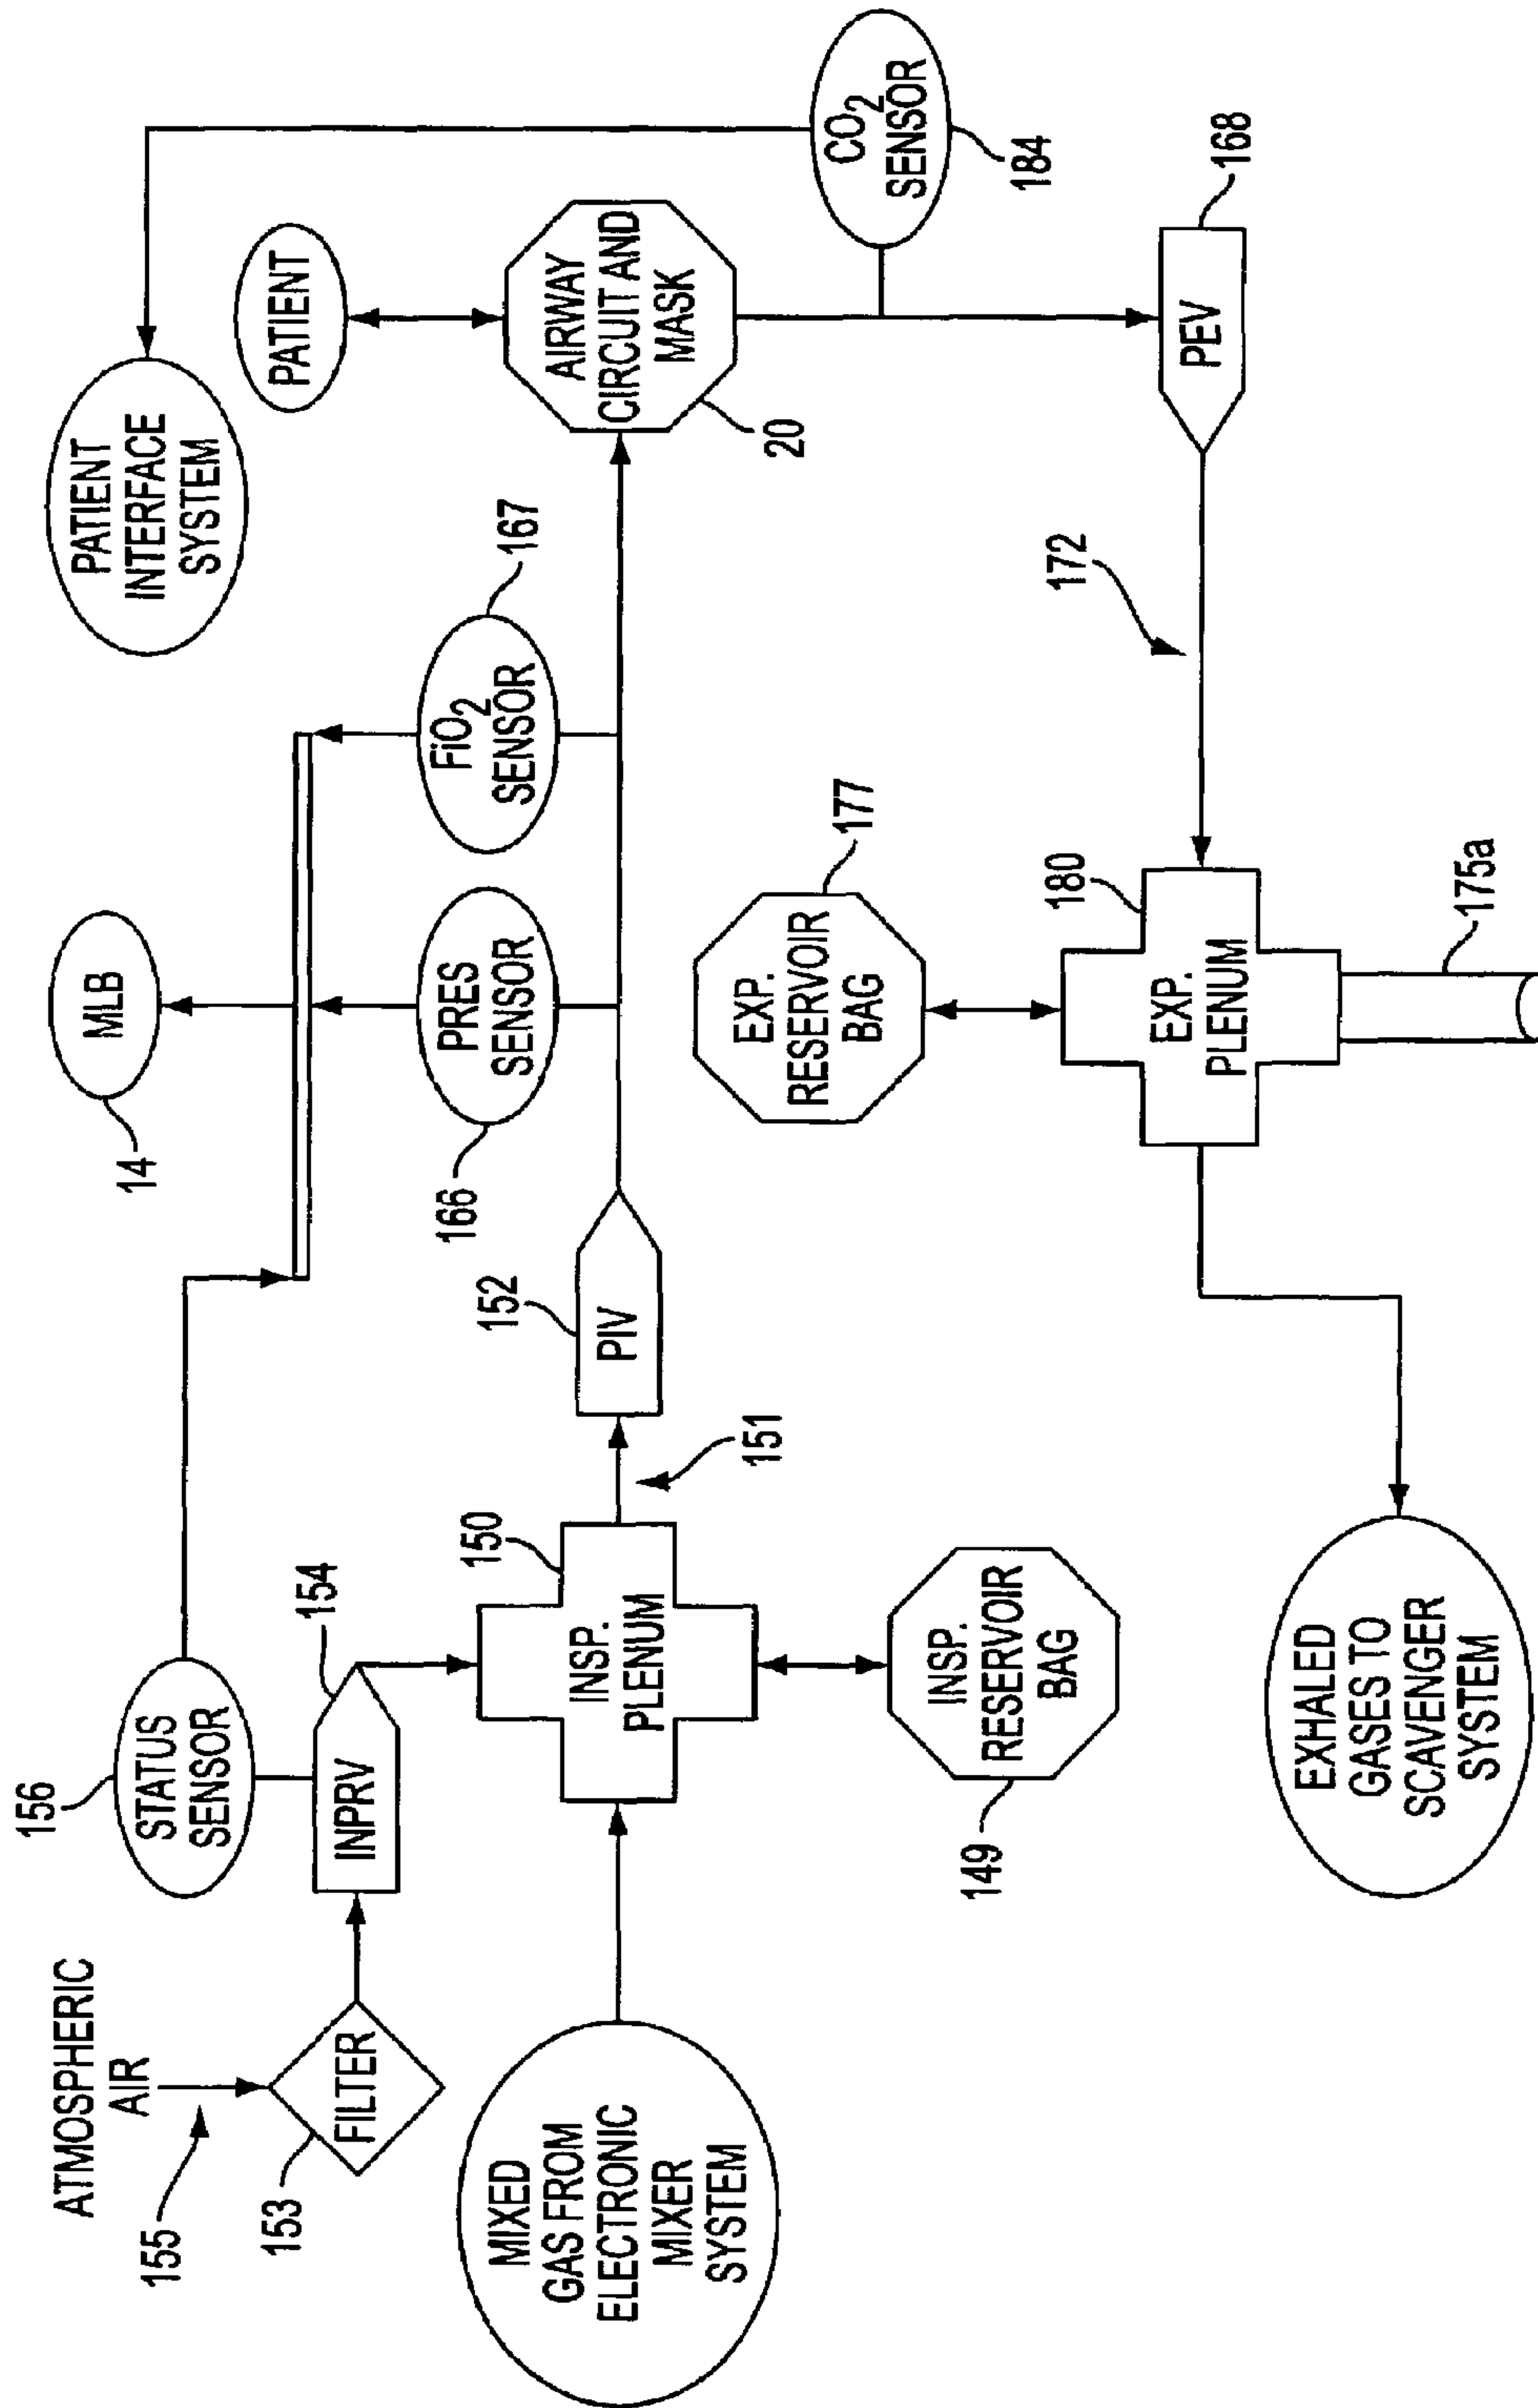 ATMOSPHERIC
AIR
155
153
FILTER
156
STATUS
SENSOR
INPRV
154
14
MLB
PATIENT
INTERFACE
SYSTEM
PATIENT
166
PRES
SENSOR
FiO2
SENSOR
167
AIRWAY
CIRCUIT AND
MASK
20
CO2
SENSOR
184
MIXED
GAS FROM
ELECTRONIC
MIXER
SYSTEM
INSP.
PLENUM
150
151
PIV
152
149
INSP.
RESERVOIR
BAG
EXP.
RESERVOIR
BAG
177
EXP.
PLENUM
180
172
PEV
168
175a
EXHALED
GASES TO
SCAVENGER
SYSTEM